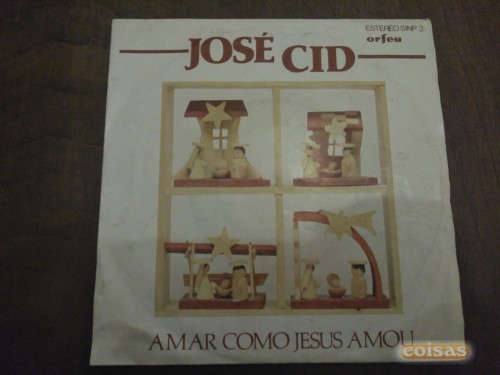 ESTEREO SINP 3
orfeu
JOSÉ CID
AMAR COMO JESUS AMOU
coisas